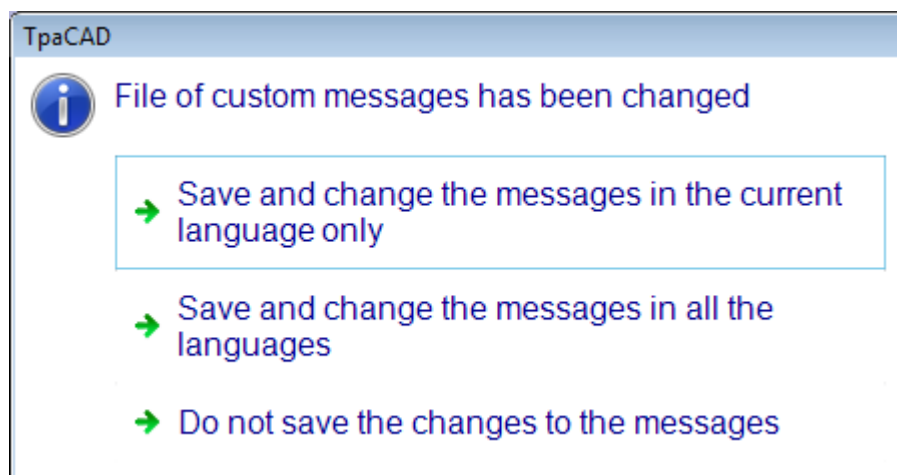 TpaCAD
File of custom messages has been changed
Save and change the messages in the current
language only
Save and change the messages in all the
languages
Do not save the changes to the messages